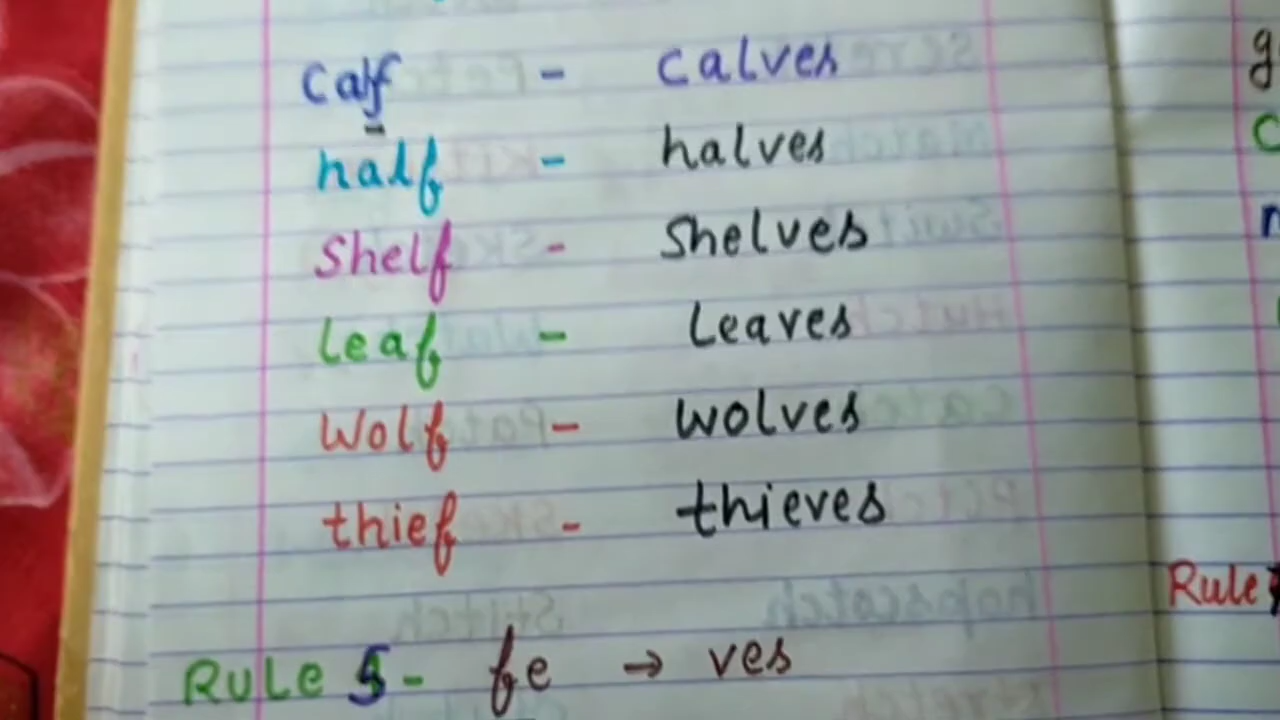 Calf - Calves
half - halves
Shelf - Shelves
Leaf - Leaves
Wolf - wolves
thief - thieves
RULE 5 - fe → ves
Rule